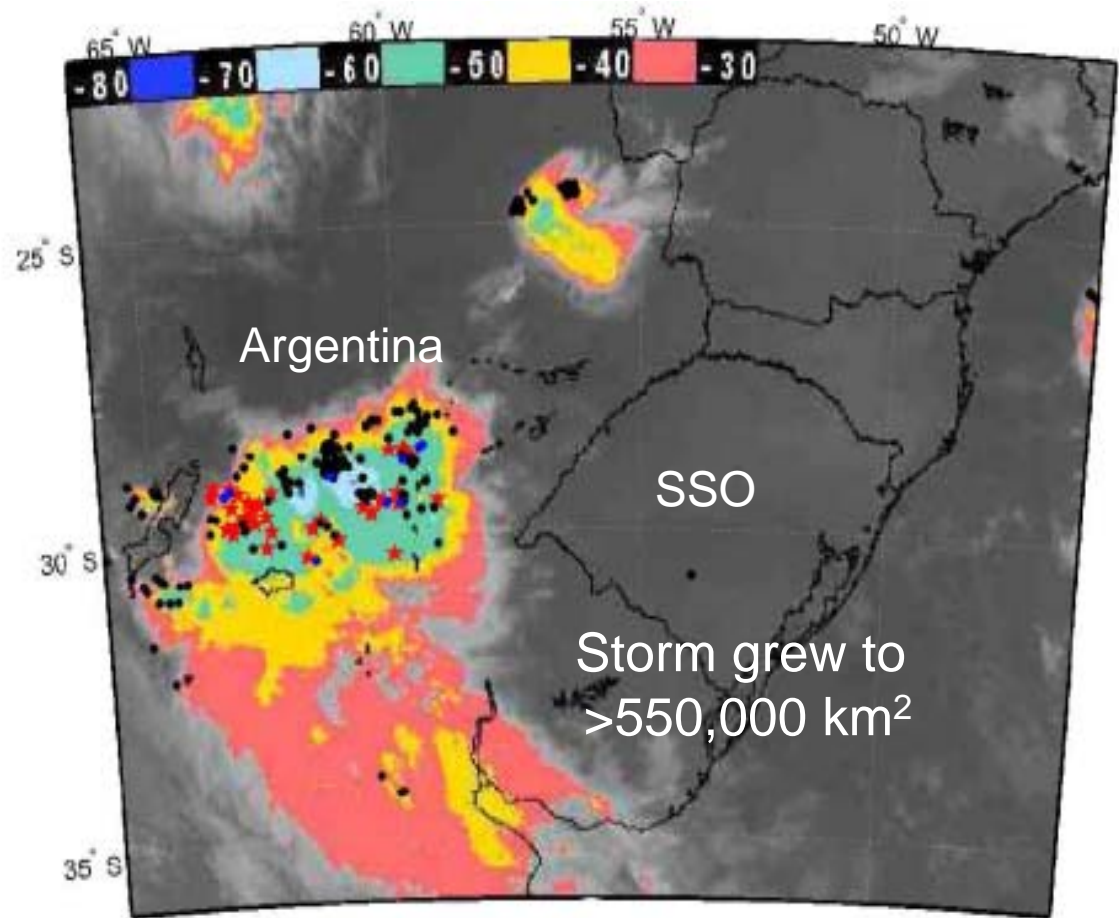 65° W 60° W 55° W 50° W
-80 -70 -60 -50 -40 -30
25° S
Argentina
SSO
30° S
Storm grew to
>550,000 km²
35° S